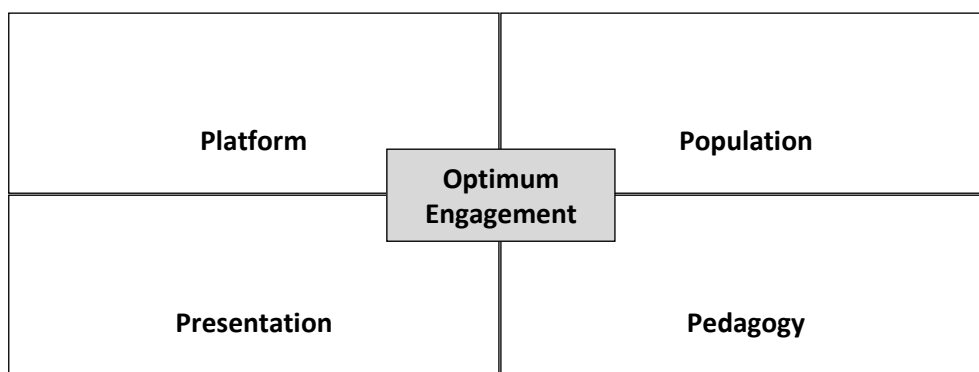 Platform
Population
Optimum
Engagement
Presentation
Pedagogy